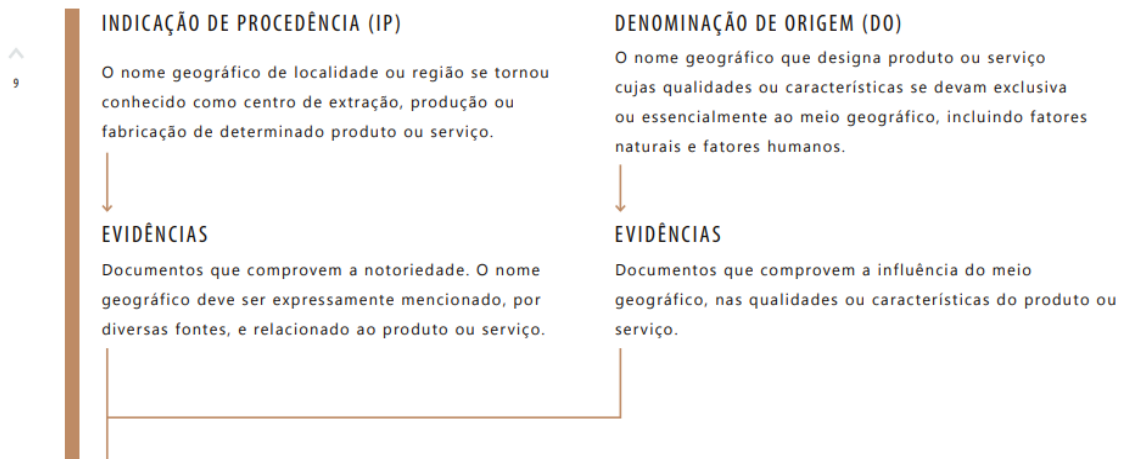 9
INDICAÇÃO DE PROCEDÊNCIA (IP)
O nome geográfico de localidade ou região se tornou
conhecido como centro de extração, produção ou
fabricação de determinado produto ou serviço.
EVIDÊNCIAS
Documentos que comprovem a notoriedade. O nome
geográfico deve ser expressamente mencionado, por
diversas fontes, e relacionado ao produto ou serviço.
DENOMINAÇÃO DE ORIGEM (DO)
O nome geográfico que designa produto ou serviço
cujas qualidades ou características se devam exclusiva
ou essencialmente ao meio geográfico, incluindo fatores
naturais e fatores humanos.
EVIDÊNCIAS
Documentos que comprovem a influência do meio
geográfico, nas qualidades ou características do produto ou
serviço.